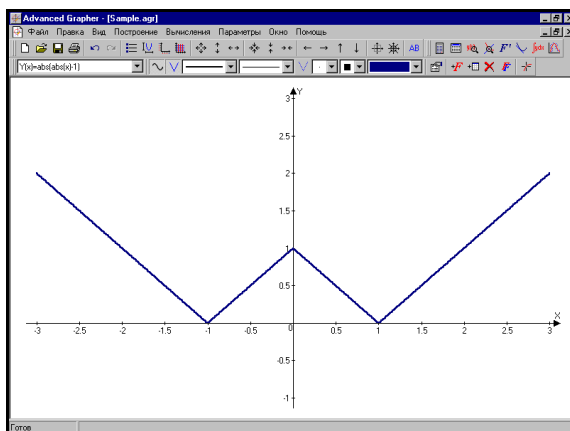 Advanced Grapher - [Sample.agr]
Файл Правка Вид Построение Вычисления Параметры Окно Помощь
AB F'
Y(x)=abs(abs(x)-1)
Y
3
2.5
2
1.5
1
0.5
-3 -2.5 -2 -1.5 -1 -0.5 0 0.5 1 1.5 2 2.5 3 X
-0.5
-1
Готов